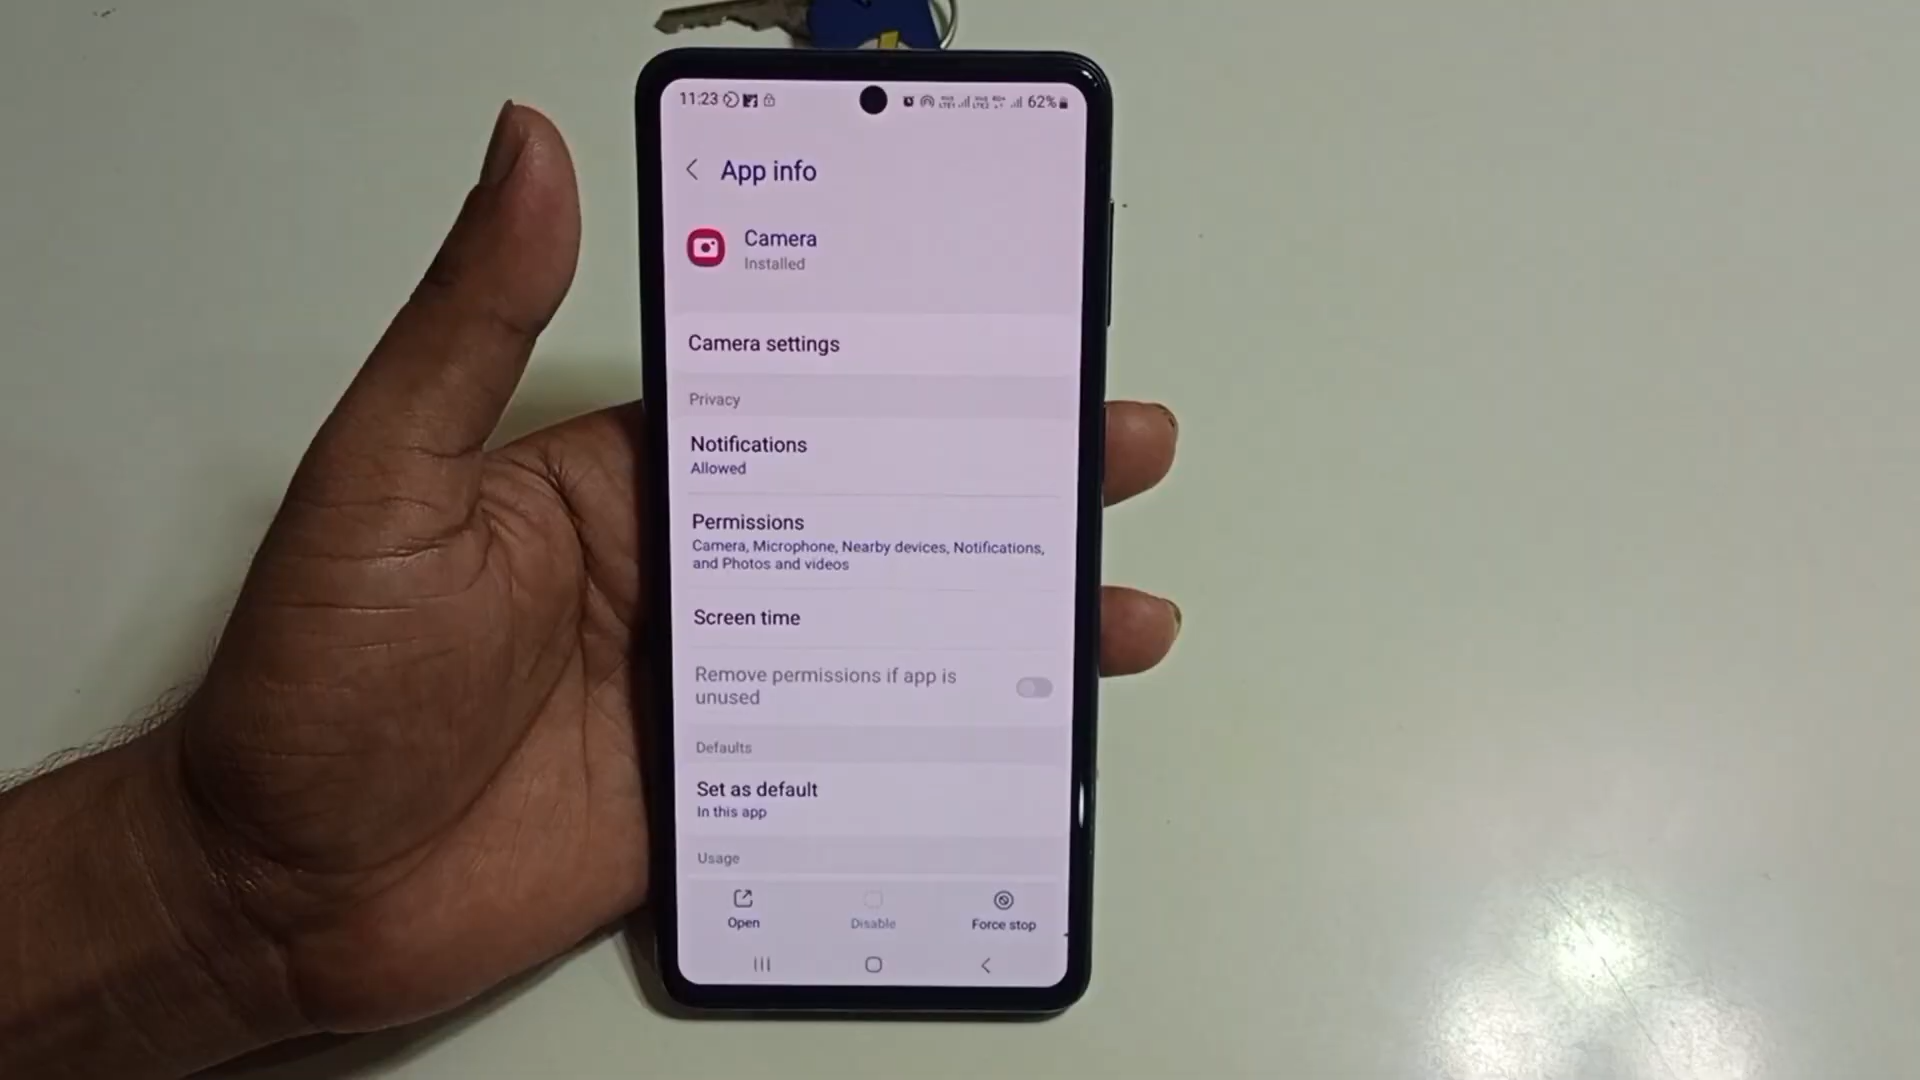 11:23 62%
App info
Camera
Installed
Camera settings
Privacy
Notifications
Allowed
Permissions
Camera, Microphone, Nearby devices, Notifications,
and Photos and videos
Screen time
Remove permissions if app is
unused
Defaults
Set as default
In this app
Usage
Open Disable Force stop